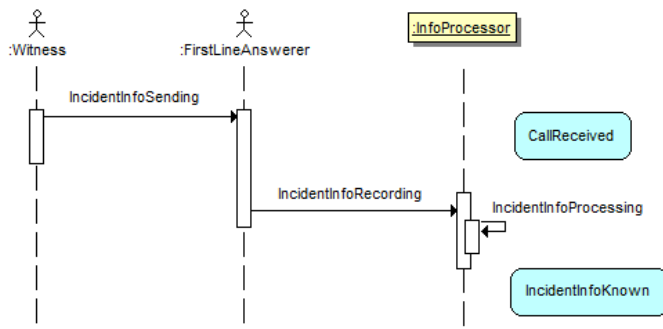 :Witness
:FirstLineAnswerer
:InfoProcessor
IncidentInfoSending
CallReceived
IncidentInfoRecording
IncidentInfoProcessing
IncidentInfoKnown